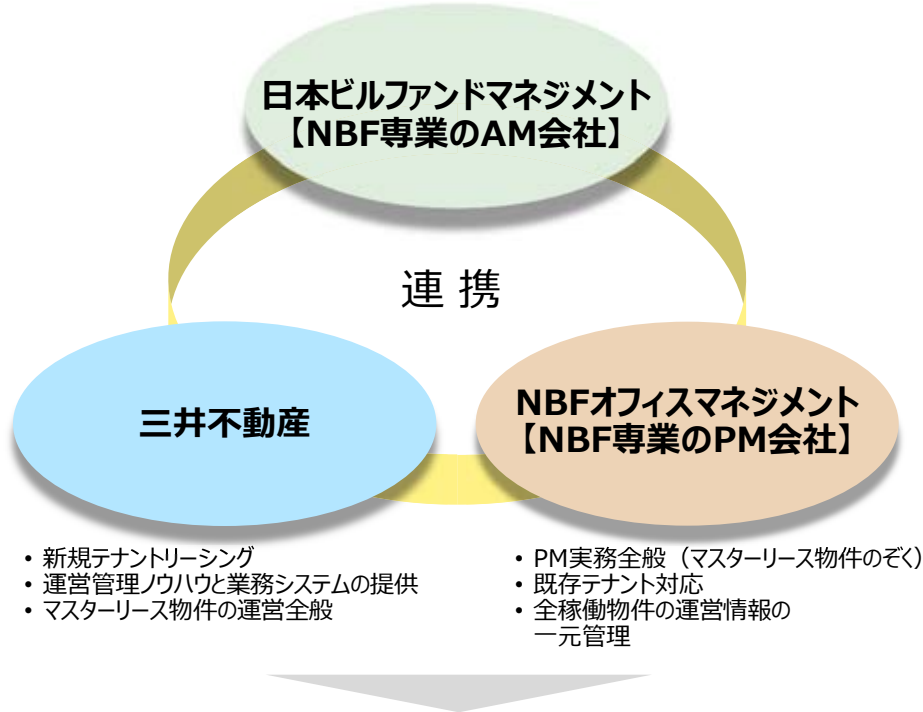 日本ビルファンドマネジメント
【NBF専業のAM会社】
連 携
三井不動産
NBFオフィスマネジメント
【NBF専業のPM会社】
• 新規テナントリーシング
• 運営管理ノウハウと業務システムの提供
• マスターリース物件の運営全般
• PM実務全般（マスターリース物件のぞく）
• 既存テナント対応
• 全稼働物件の運営情報の
一元管理